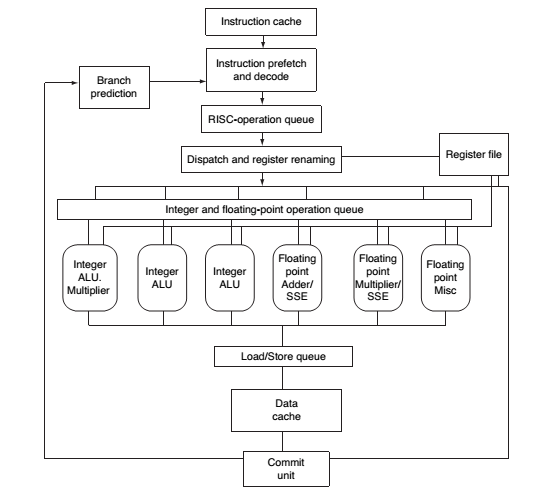 Instruction cache
Instruction prefetch
and decode
Branch
prediction
RISC-operation queue
Dispatch and register renaming
Register file
Integer and floating-point operation queue
Integer
ALU.
Multiplier
Integer
ALU
Integer
ALU
Floating
point
Adder/
SSE
Floating
point
Multiplier/
SSE
Floating
point
Misc
Load/Store queue
Data
cache
Commit
unit